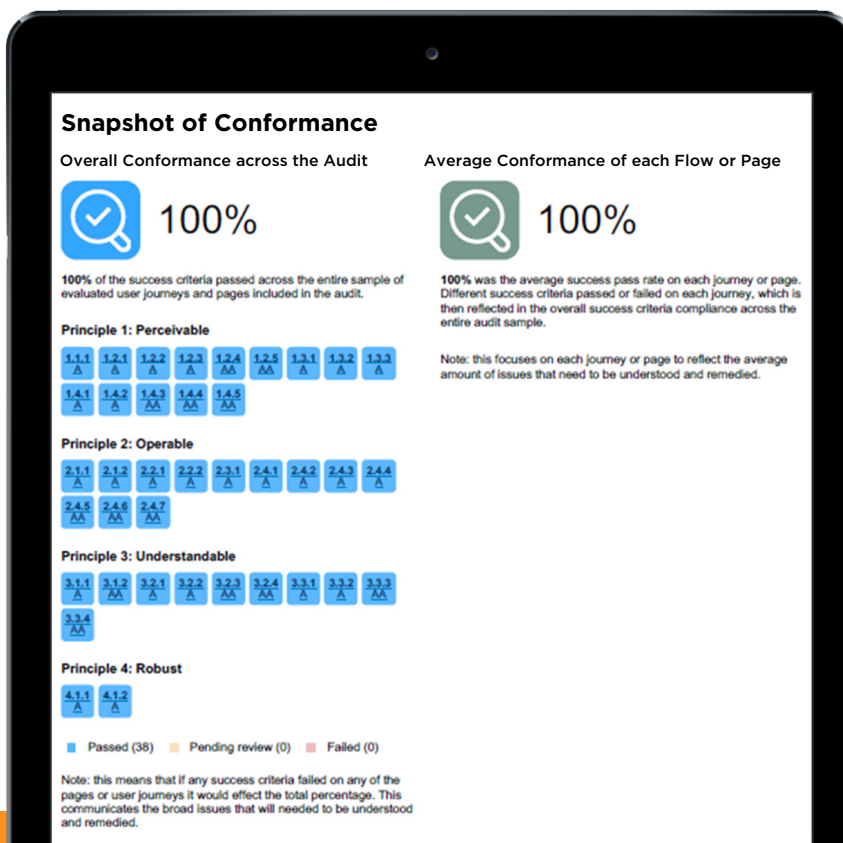 Snapshot of Conformance
Overall Conformance across the Audit
100%
100% of the success criteria passed across the entire sample of
evaluated user journeys and pages included in the audit.
Principle 1: Perceivable
1.1.1 A 1.2.1 A 1.2.2 A 1.2.3 A 1.2.4 AA 1.2.5 AA 1.3.1 A 1.3.2 A 1.3.3 A
1.4.1 A 1.4.2 A 1.4.3 AA 1.4.4 AA 1.4.5 AA
Principle 2: Operable
2.1.1 A 2.1.2 A 2.2.1 A 2.2.2 A 2.3.1 A 2.4.1 A 2.4.2 A 2.4.3 A 2.4.4 A
2.4.5 AA 2.4.6 AA 2.4.7 AA
Principle 3: Understandable
3.1.1 A 3.1.2 AA 3.2.1 A 3.2.2 A 3.2.3 AA 3.2.4 AA 3.3.1 A 3.3.2 A 3.3.3 AA
3.3.4 AA
Principle 4: Robust
4.1.1 A 4.1.2 A
Passed (38) Pending review (0) Failed (0)
Note: this means that if any success criteria failed on any of the
pages or user journeys it would effect the total percentage. This
communicates the broad issues that will needed to be understood
and remedied.
Average Conformance of each Flow or Page
100%
100% was the average success pass rate on each journey or page.
Different success criteria passed or failed on each journey, which is
then reflected in the overall success criteria compliance across the
entire audit sample.
Note: this focuses on each journey or page to reflect the average
amount of issues that need to be understood and remedied.